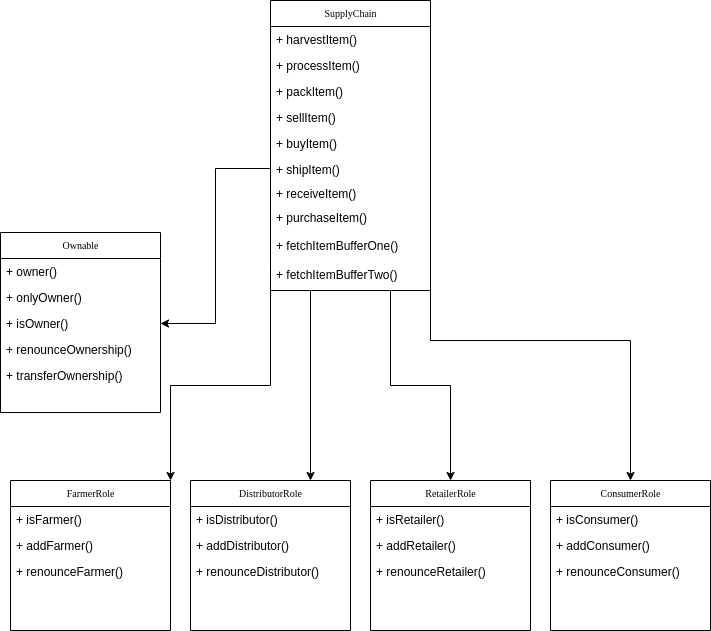 SupplyChain
+ harvestItem()
+ processItem()
+ packItem()
+ sellItem()
+ buyItem()
+ shipItem()
+ receiveItem()
+ purchaseItem()
+ fetchItemBufferOne()
+ fetchItemBufferTwo()
Ownable
+ owner()
+ onlyOwner()
+ isOwner()
+ renounceOwnership()
+ transferOwnership()
FarmerRole
+ isFarmer()
+ addFarmer()
+ renounceFarmer()
DistributorRole
+ isDistributor()
+ addDistributor()
+ renounceDistributor()
RetailerRole
+ isRetailer()
+ addRetailer()
+ renounceRetailer()
ConsumerRole
+ isConsumer()
+ addConsumer()
+ renounceConsumer()